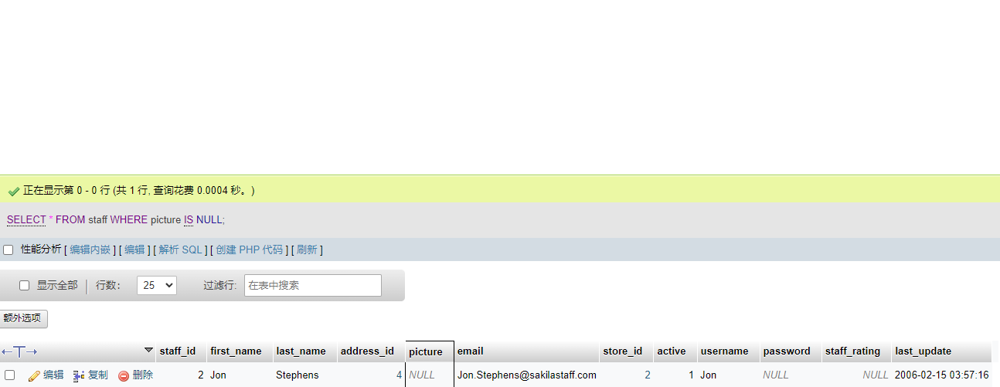 正在显示第 0 - 0 行 (共 1 行, 查询花费 0.0004 秒。)
SELECT * FROM staff WHERE picture IS NULL;
性能分析 [ 编辑内嵌 ] [ 编辑 ] [ 解析 SQL ] [ 创建 PHP 代码 ] [ 刷新 ]
显示全部 行数: 25 过滤行: 在表中搜索
额外选项
←T→ staff_id first_name last_name address_id picture email store_id active username password staff_rating last_update
编辑 复制 删除 2 Jon Stephens 4 NULL Jon.Stephens@sakilastaff.com 2 1 Jon NULL NULL 2006-02-15 03:57:16